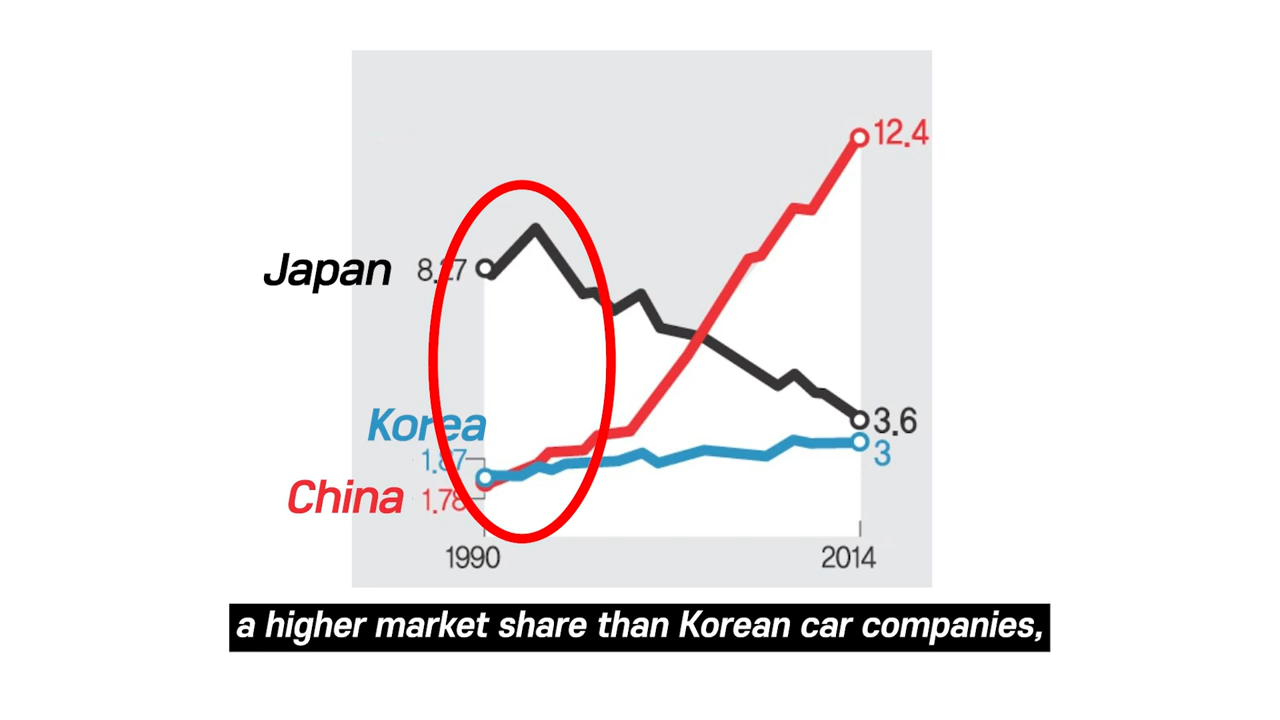 12.4
Japan 8.27
Korea
3.6
1.87
3
China 1.78
1990 2014
a higher market share than Korean car companies,